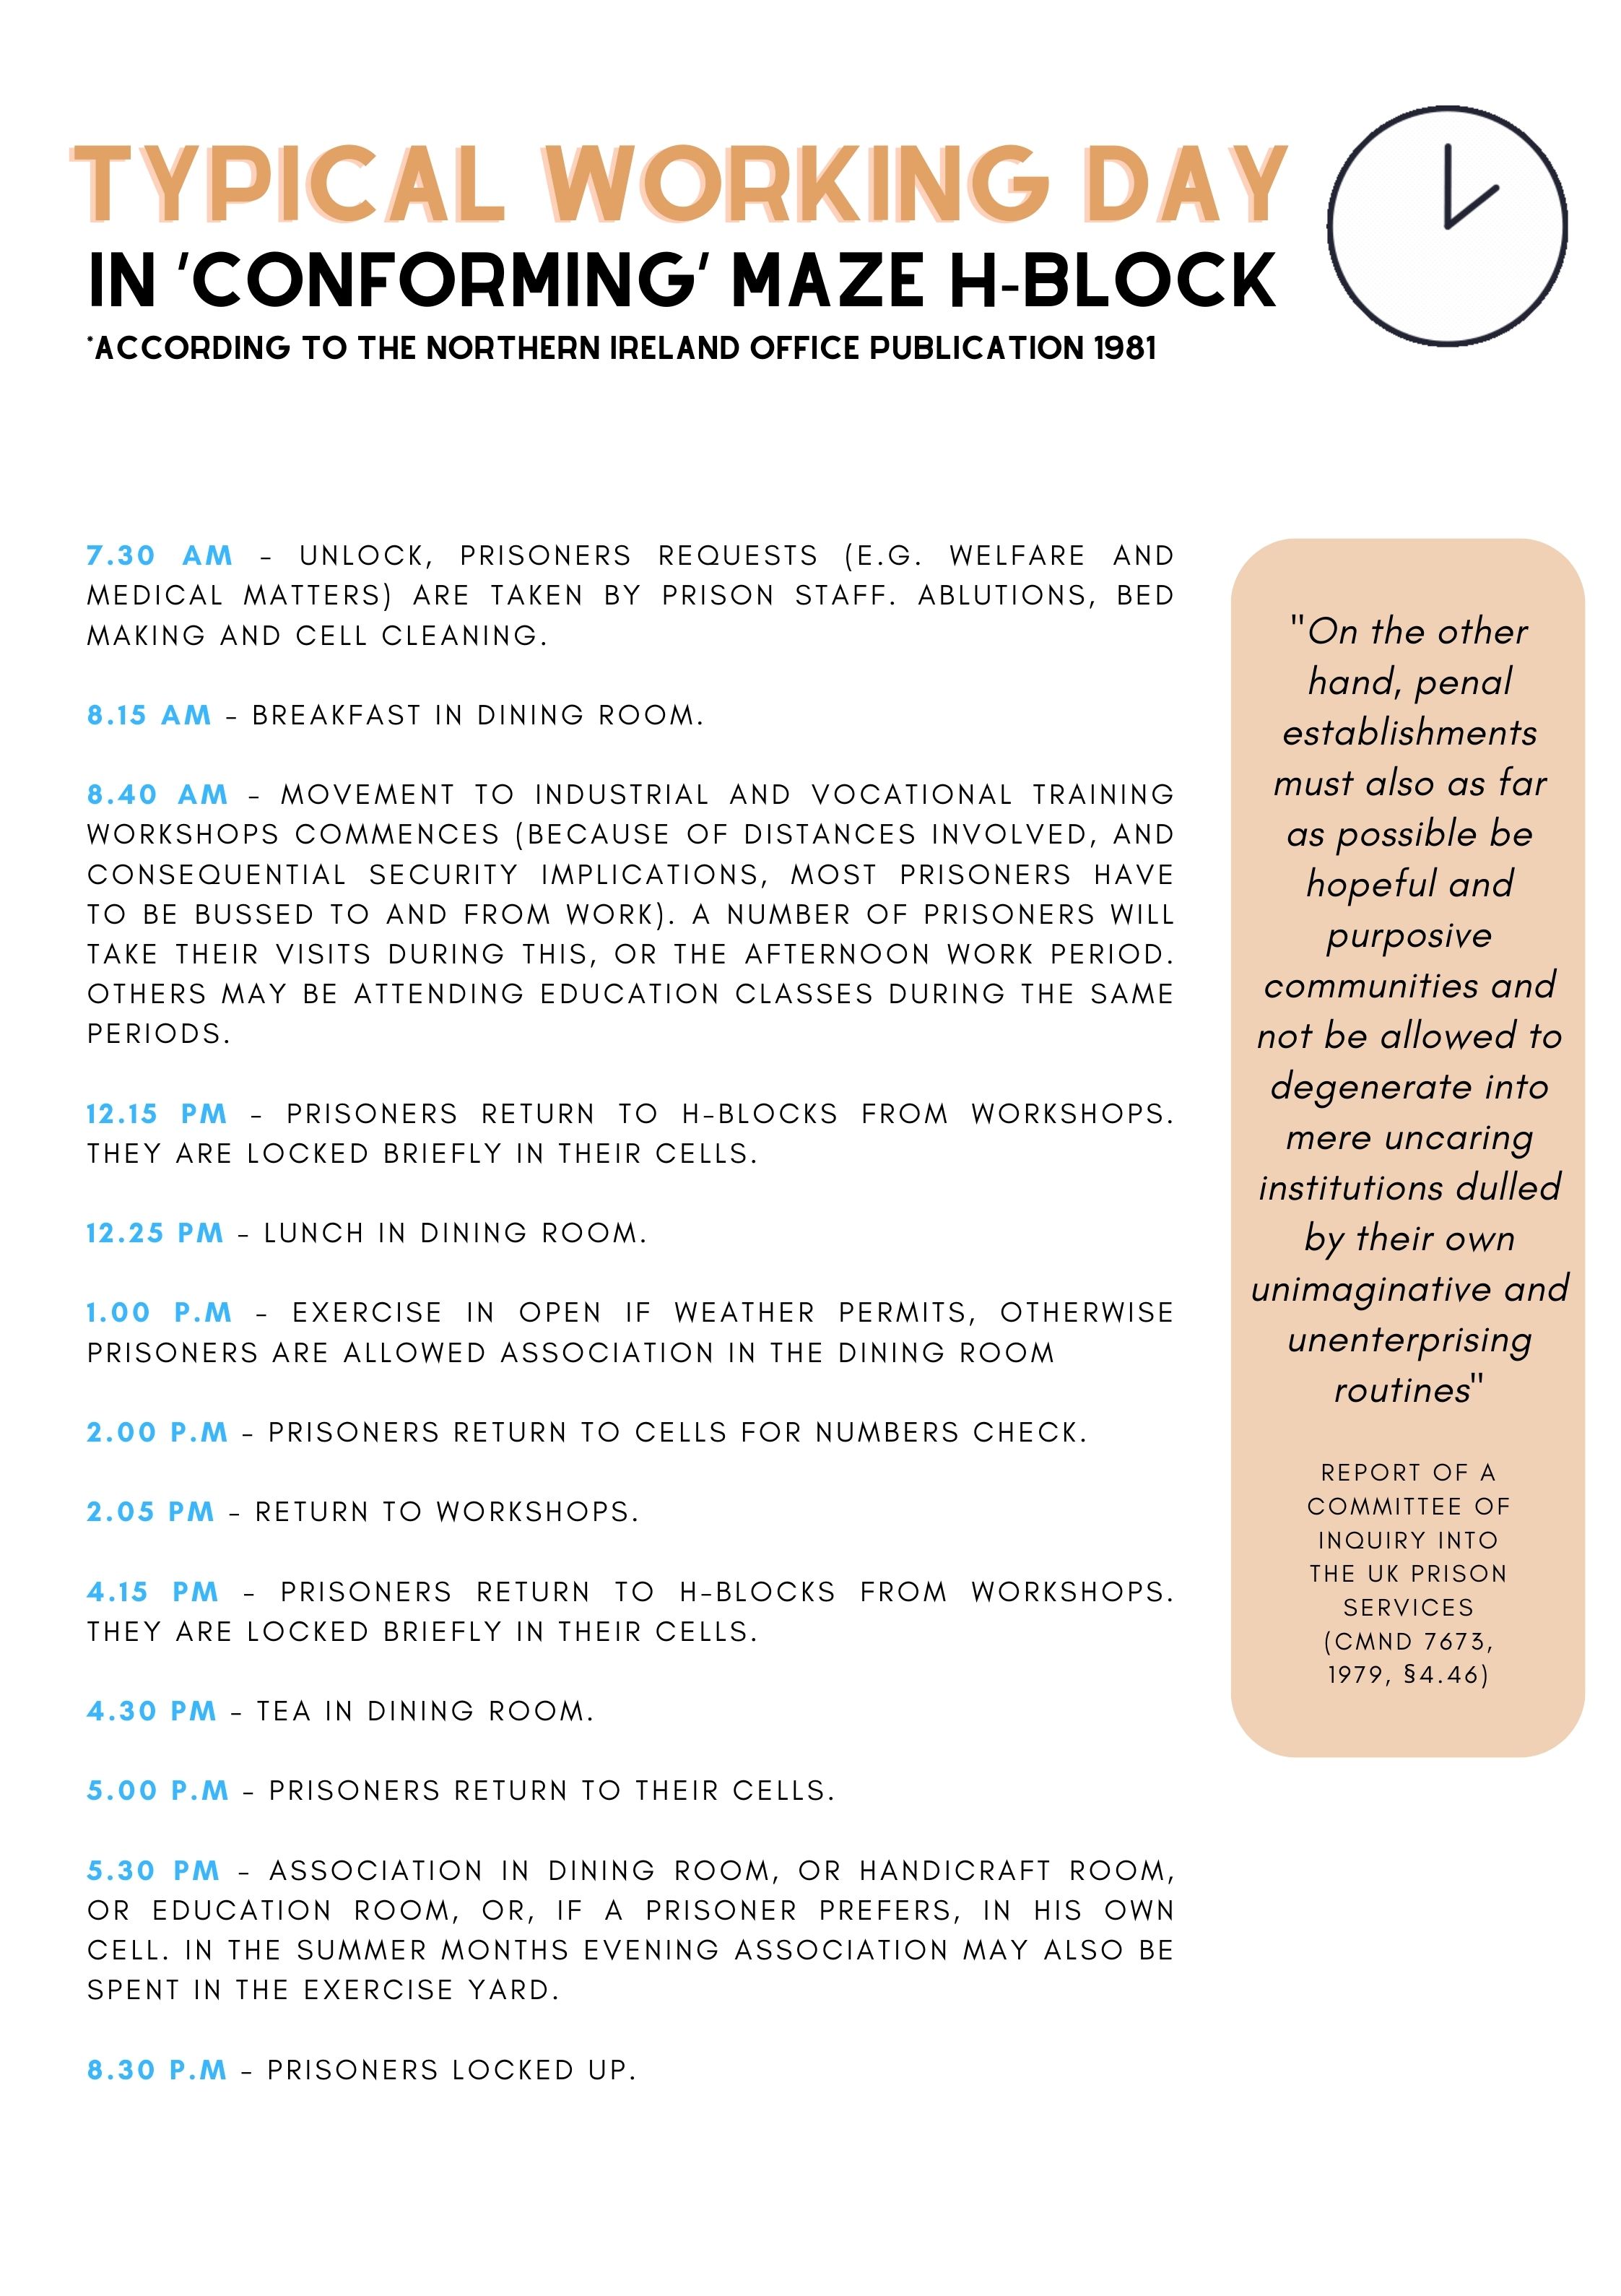 TYPICAL WORKING DAY
IN 'CONFORMING' MAZE H-BLOCK
*ACCORDING TO THE NORTHERN IRELAND OFFICE PUBLICATION 1981
7.30 AM - UNLOCK, PRISONERS REQUESTS (E.G. WELFARE AND
MEDICAL MATTERS) ARE TAKEN BY PRISON STAFF. ABLUTIONS, BED
MAKING AND CELL CLEANING.
8.15 AM - BREAKFAST IN DINING ROOM.
8.40 AM - MOVEMENT TO INDUSTRIAL AND VOCATIONAL TRAINING
WORKSHOPS COMMENCES (BECAUSE OF DISTANCES INVOLVED, AND
CONSEQUENTIAL SECURITY IMPLICATIONS, MOST PRISONERS HAVE
TO BE BUSSED TO AND FROM WORK). A NUMBER OF PRISONERS WILL
TAKE THEIR VISITS DURING THIS, OR THE AFTERNOON WORK PERIOD.
OTHERS MAY BE ATTENDING EDUCATION CLASSES DURING THE SAME
PERIODS.
12.15 PM - PRISONERS RETURN TO H-BLOCKS FROM WORKSHOPS.
THEY ARE LOCKED BRIEFLY IN THEIR CELLS.
12.25 PM - LUNCH IN DINING ROOM.
1.00 P.M - EXERCISE IN OPEN IF WEATHER PERMITS, OTHERWISE
PRISONERS ARE ALLOWED ASSOCIATION IN THE DINING ROOM
2.00 P.M - PRISONERS RETURN TO CELLS FOR NUMBERS CHECK.
2.05 PM - RETURN TO WORKSHOPS.
4.15 PM - PRISONERS RETURN TO H-BLOCKS FROM WORKSHOPS.
THEY ARE LOCKED BRIEFLY IN THEIR CELLS.
4.30 PM - TEA IN DINING ROOM.
5.00 P.M - PRISONERS RETURN TO THEIR CELLS.
5.30 PM - ASSOCIATION IN DINING ROOM, OR HANDICRAFT ROOM,
OR EDUCATION ROOM, OR, IF A PRISONER PREFERS, IN HIS OWN
CELL. IN THE SUMMER MONTHS EVENING ASSOCIATION MAY ALSO BE
SPENT IN THE EXERCISE YARD.
8.30 P.M - PRISONERS LOCKED UP.
"On the other
hand, penal
establishments
must also as far
as possible be
hopeful and
purposive
communities and
not be allowed to
degenerate into
mere uncaring
institutions dulled
by their own
unimaginative and
unenterprising
routines"
REPORT OF A
COMMITTEE OF
INQUIRY INTO
THE UK PRISON
SERVICES
(CMND 7673,
1979, §4.46)